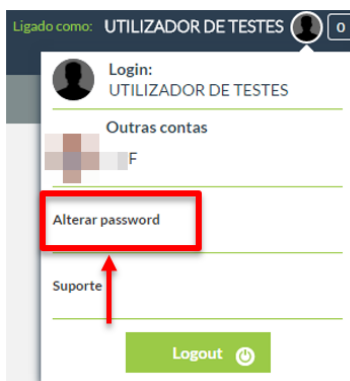 Ligado como: UTILIZADOR DE TESTES 0
Login:
UTILIZADOR DE TESTES
Outras contas
F
Alterar password
Suporte
Logout